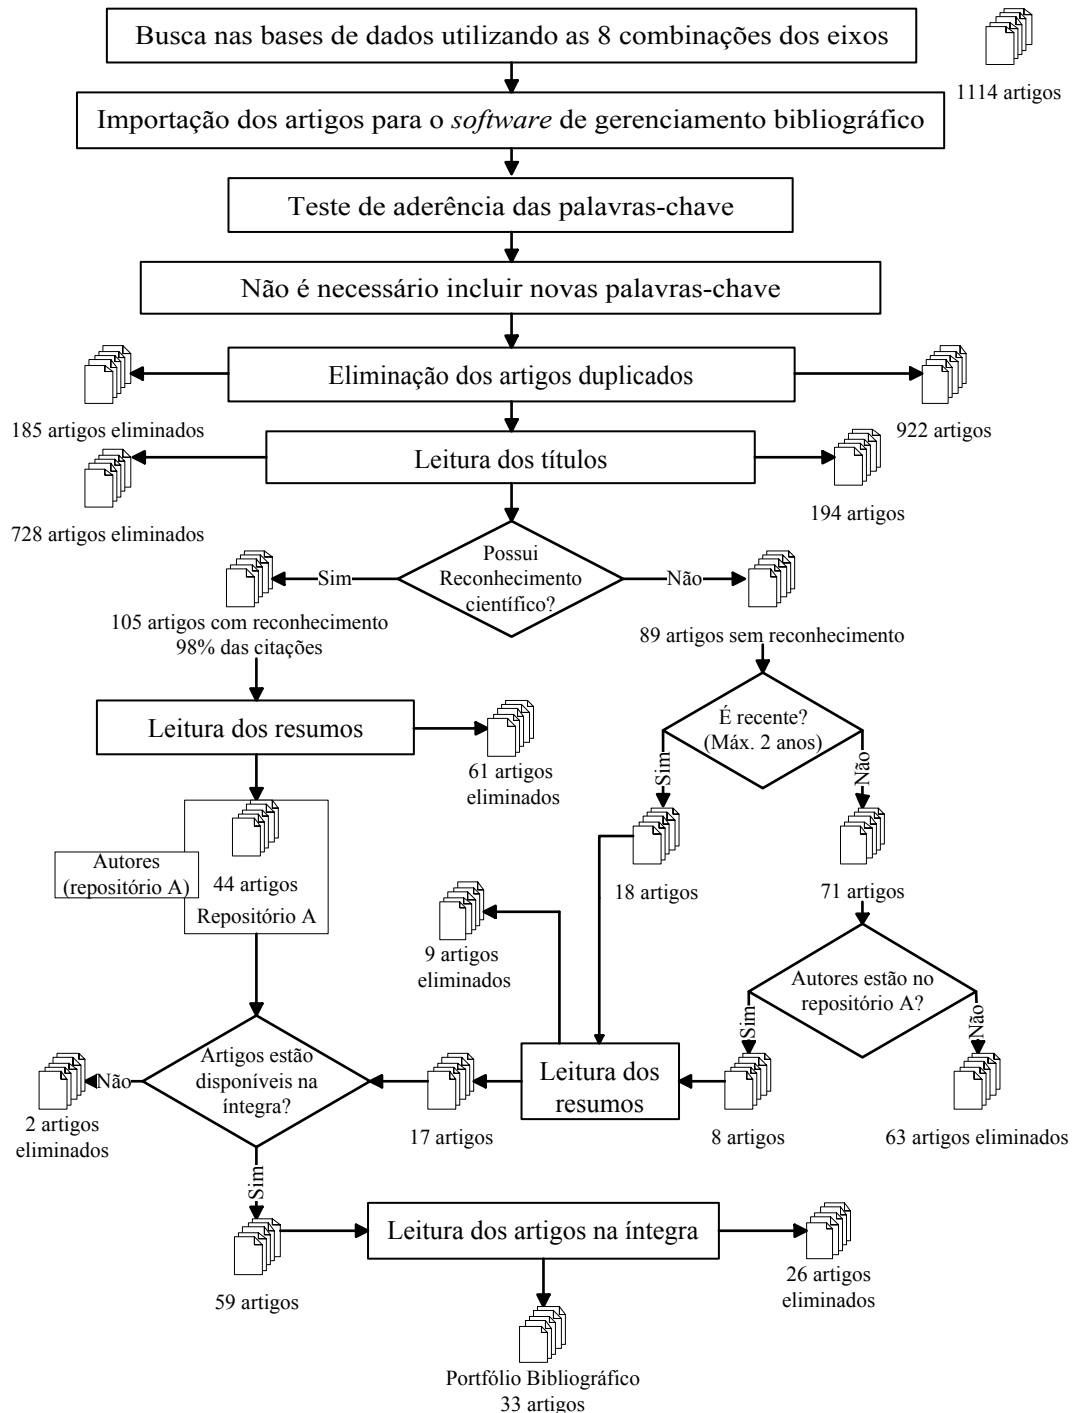 Busca nas bases de dados utilizando as 8 combinações dos eixos
1114 artigos
Importação dos artigos para o software de gerenciamento bibliográfico
Teste de aderência das palavras-chave
Não é necessário incluir novas palavras-chave
Eliminação dos artigos duplicados
185 artigos eliminados
922 artigos
Leitura dos títulos
728 artigos eliminados
194 artigos
Possui
Reconhecimento
científico?
Sim
Não
105 artigos com reconhecimento
98% das citações
89 artigos sem reconhecimento
Leitura dos resumos
61 artigos
eliminados
É recente?
(Máx. 2 anos)
Sim
Não
Autores
(repositório A)
44 artigos
Repositório A
18 artigos
71 artigos
9 artigos
eliminados
Autores estão no
repositório A?
Sim
Não
Artigos estão
disponíveis na
íntegra?
Não
2 artigos
eliminados
17 artigos
Leitura dos
resumos
8 artigos
63 artigos eliminados
Sim
59 artigos
Leitura dos artigos na íntegra
26 artigos
eliminados
Portfólio Bibliográfico
33 artigos